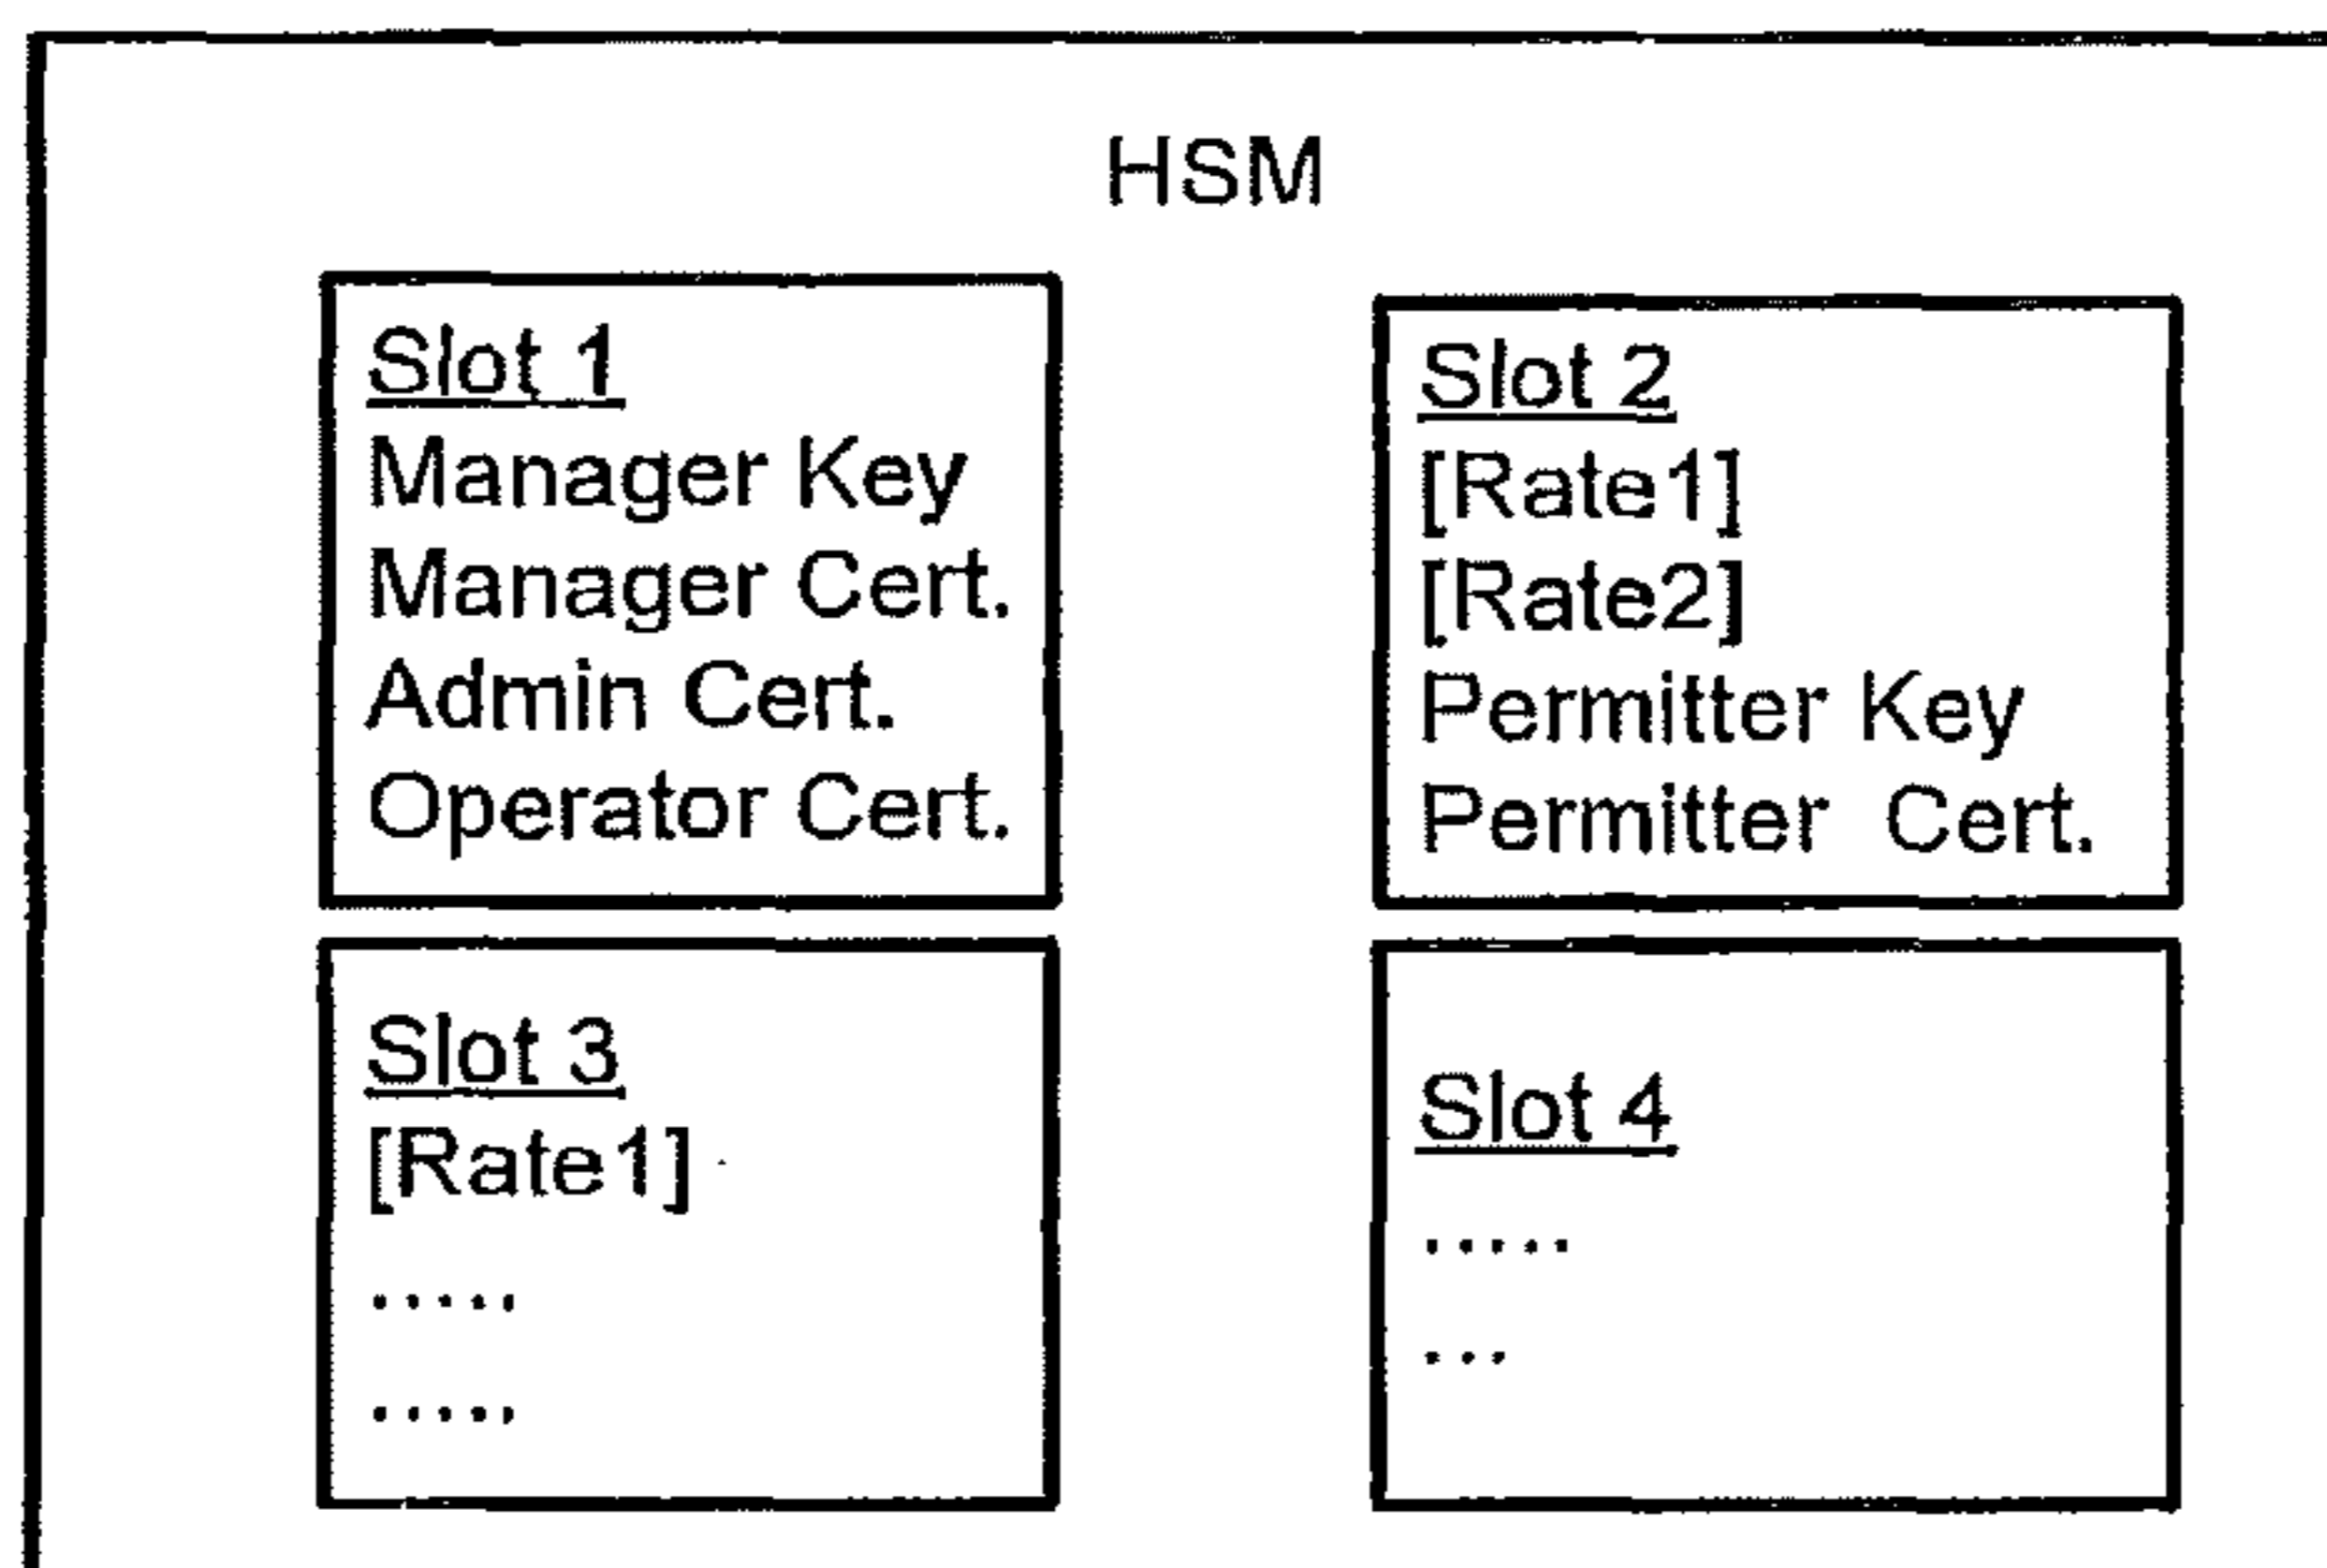 HSM
Slot 1
Manager Key
Manager Cert.
Admin Cert.
Operator Cert.
Slot 2
[Rate1]
[Rate2]
Permitter Key
Permitter Cert.
Slot 3
[Rate1]
.....
.....
Slot 4
.....
...